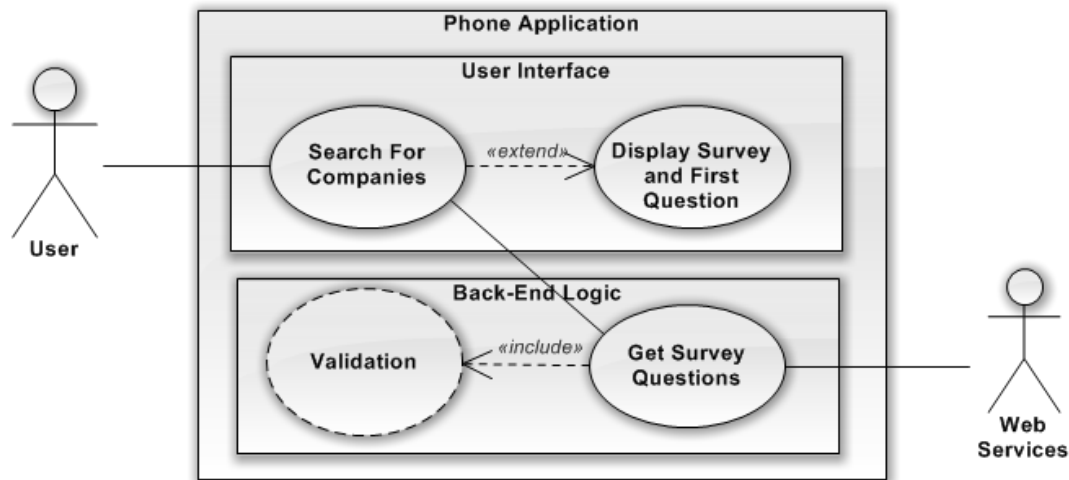 Phone Application
User Interface
Search For
Companies
«extend»
Display Survey
and First
Question
User
Back-End Logic
Validation
«include»
Get Survey
Questions
Web
Services